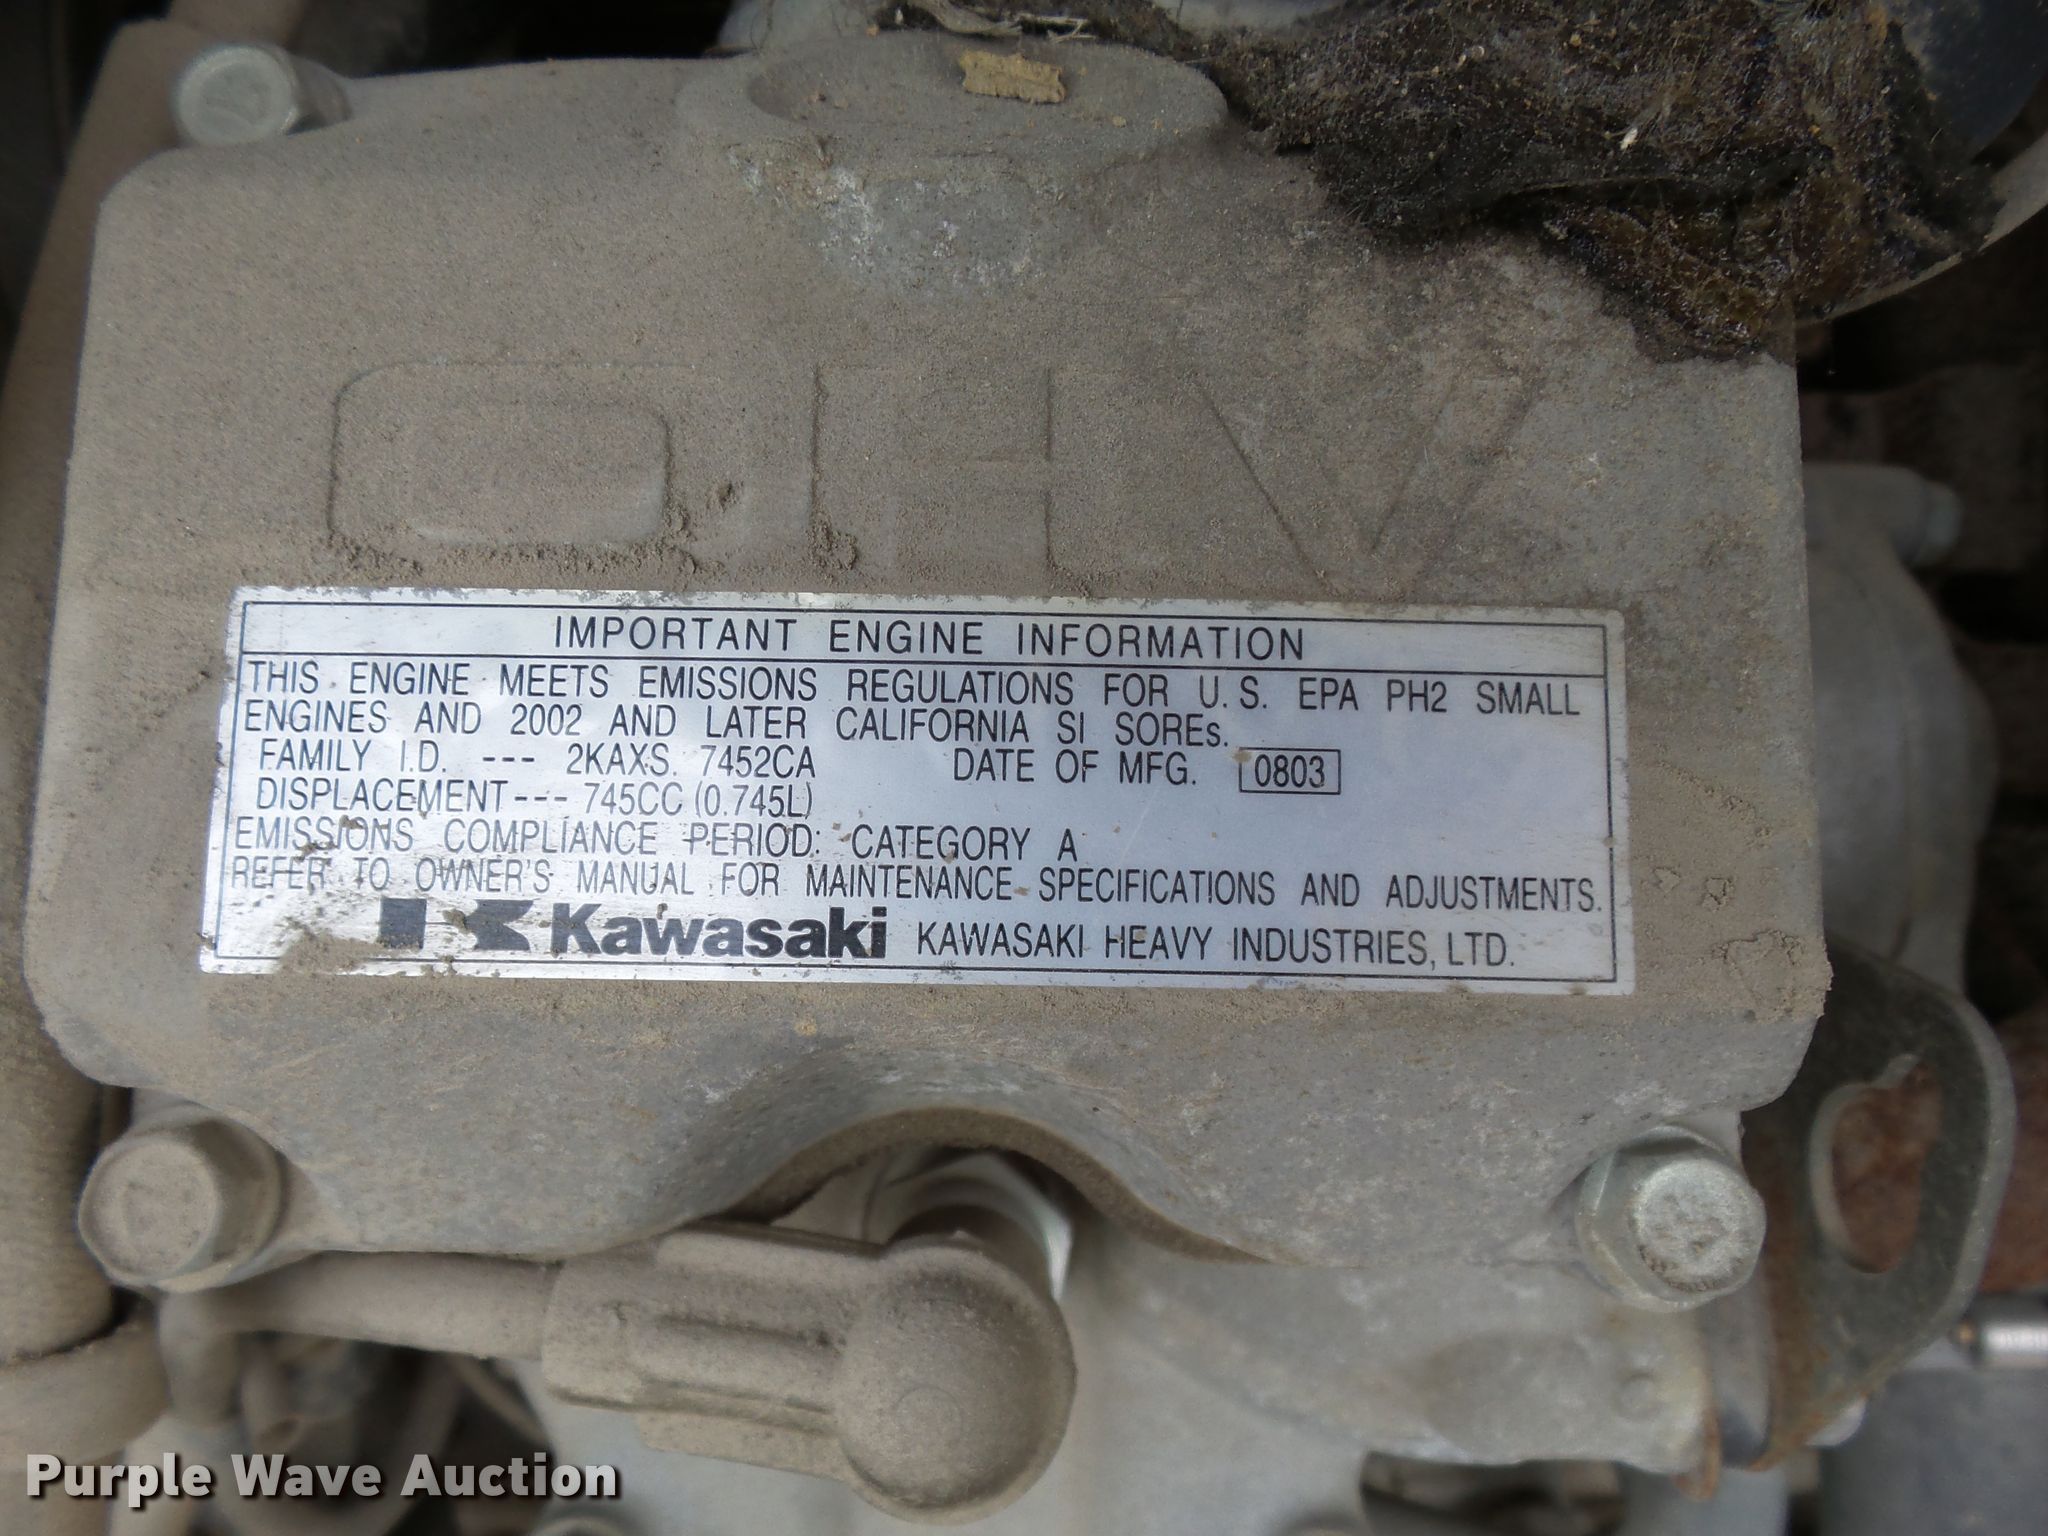 OHV
IMPORTANT ENGINE INFORMATION
THIS ENGINE MEETS EMISSIONS REGULATIONS FOR U.S. EPA PH2 SMALL
ENGINES AND 2002 AND LATER CALIFORNIA SI SOREs.
FAMILY I.D. --- 2KAXS. 7452CA DATE OF MFG. 0803
DISPLACEMENT--- 745CC (0.745L)
EMISSIONS COMPLIANCE PERIOD: CATEGORY A
REFER TO OWNER'S MANUAL FOR MAINTENANCE SPECIFICATIONS AND ADJUSTMENTS.
Kawasaki KAWASAKI HEAVY INDUSTRIES, LTD.
Purple Wave Auction